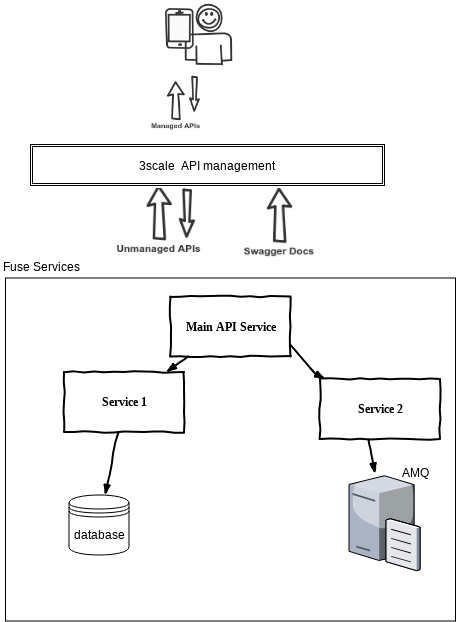 Managed APIs
3scale  API management
Unmanaged APIs
Swagger Docs
Fuse Services
Main API Service
Service 1
Service 2
AMQ
database